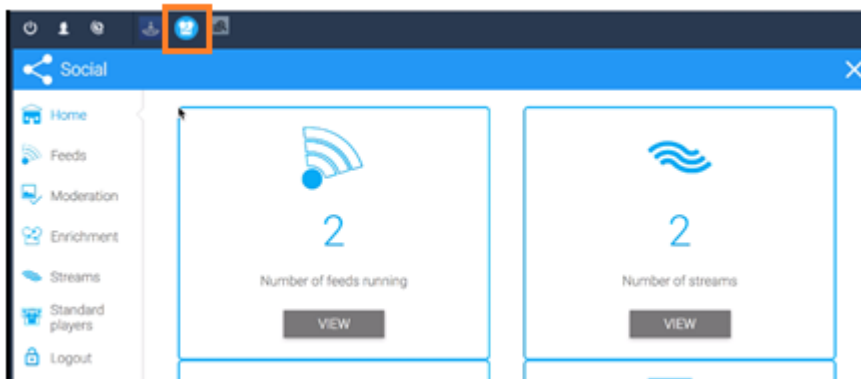 Social
Home
Feeds
Moderation
Enrichment
Streams
Standard
players
Logout
2
Number of feeds running
VIEW
2
Number of streams
VIEW